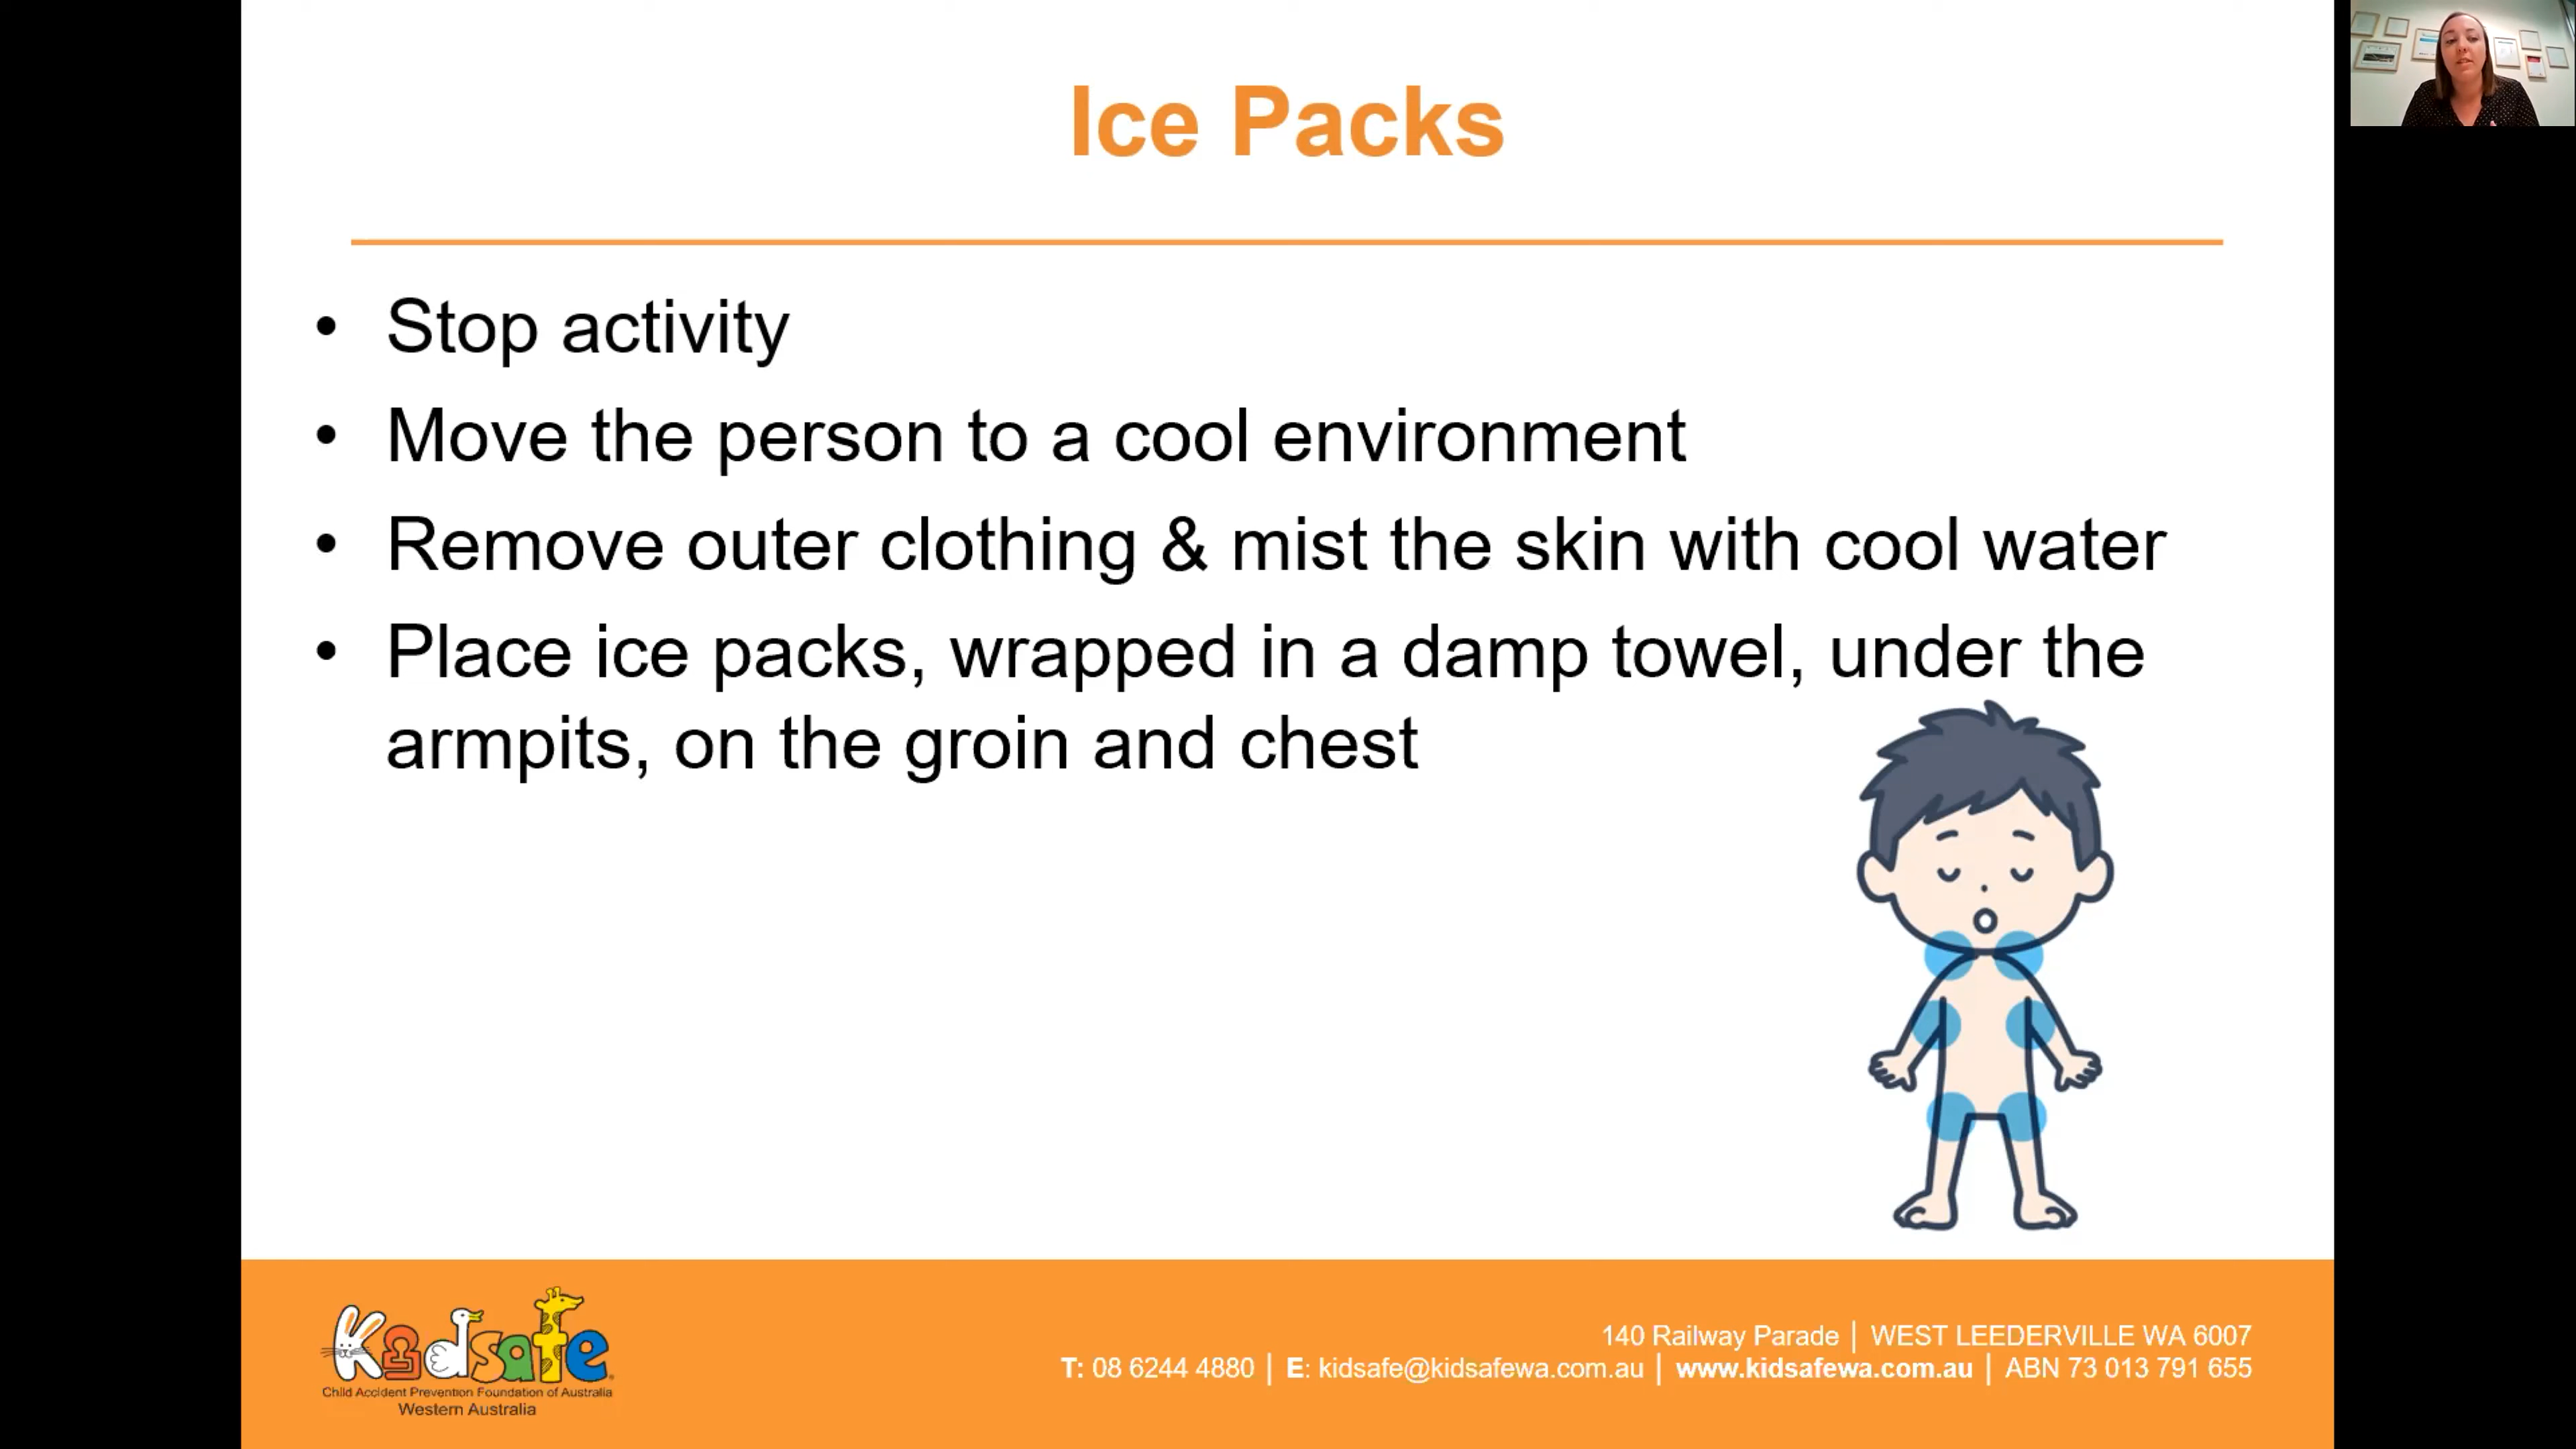 Ice Packs
• Stop activity
• Move the person to a cool environment
• Remove outer clothing & mist the skin with cool water
• Place ice packs, wrapped in a damp towel, under the
armpits, on the groin and chest
Kidsafe
Child Accident Prevention Foundation of Australia
Western Australia
140 Railway Parade | WEST LEEDERVILLE WA 6007
T: 08 6244 4880 | E: kidsafe@kidsafewa.com.au | www.kidsafewa.com.au | ABN 73 013 791 655